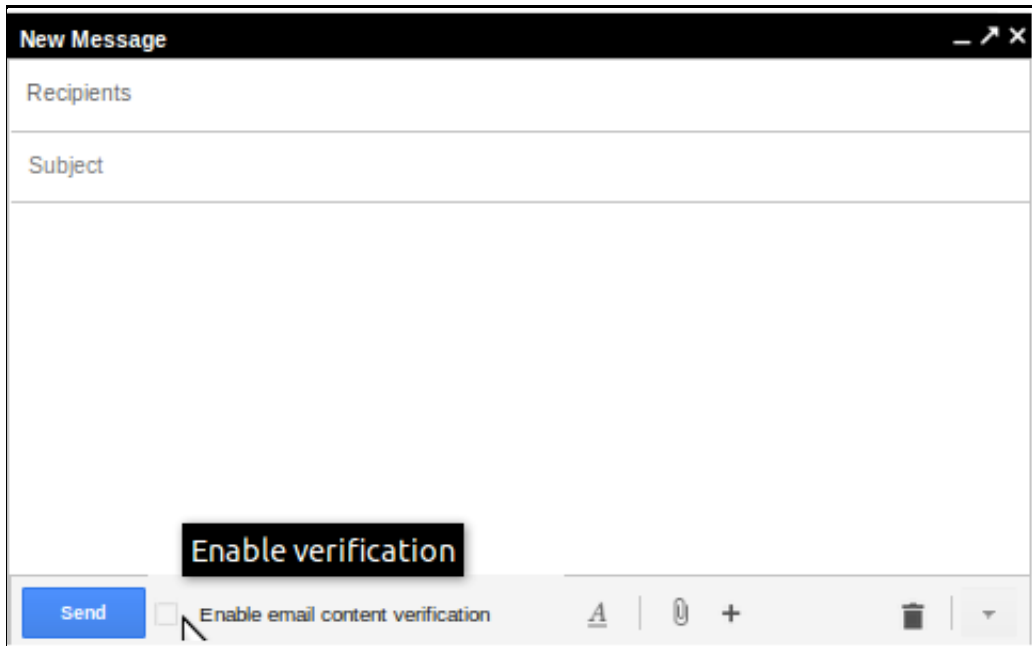 New Message
Recipients
Subject
Enable verification
Send
Enable email content verification
A